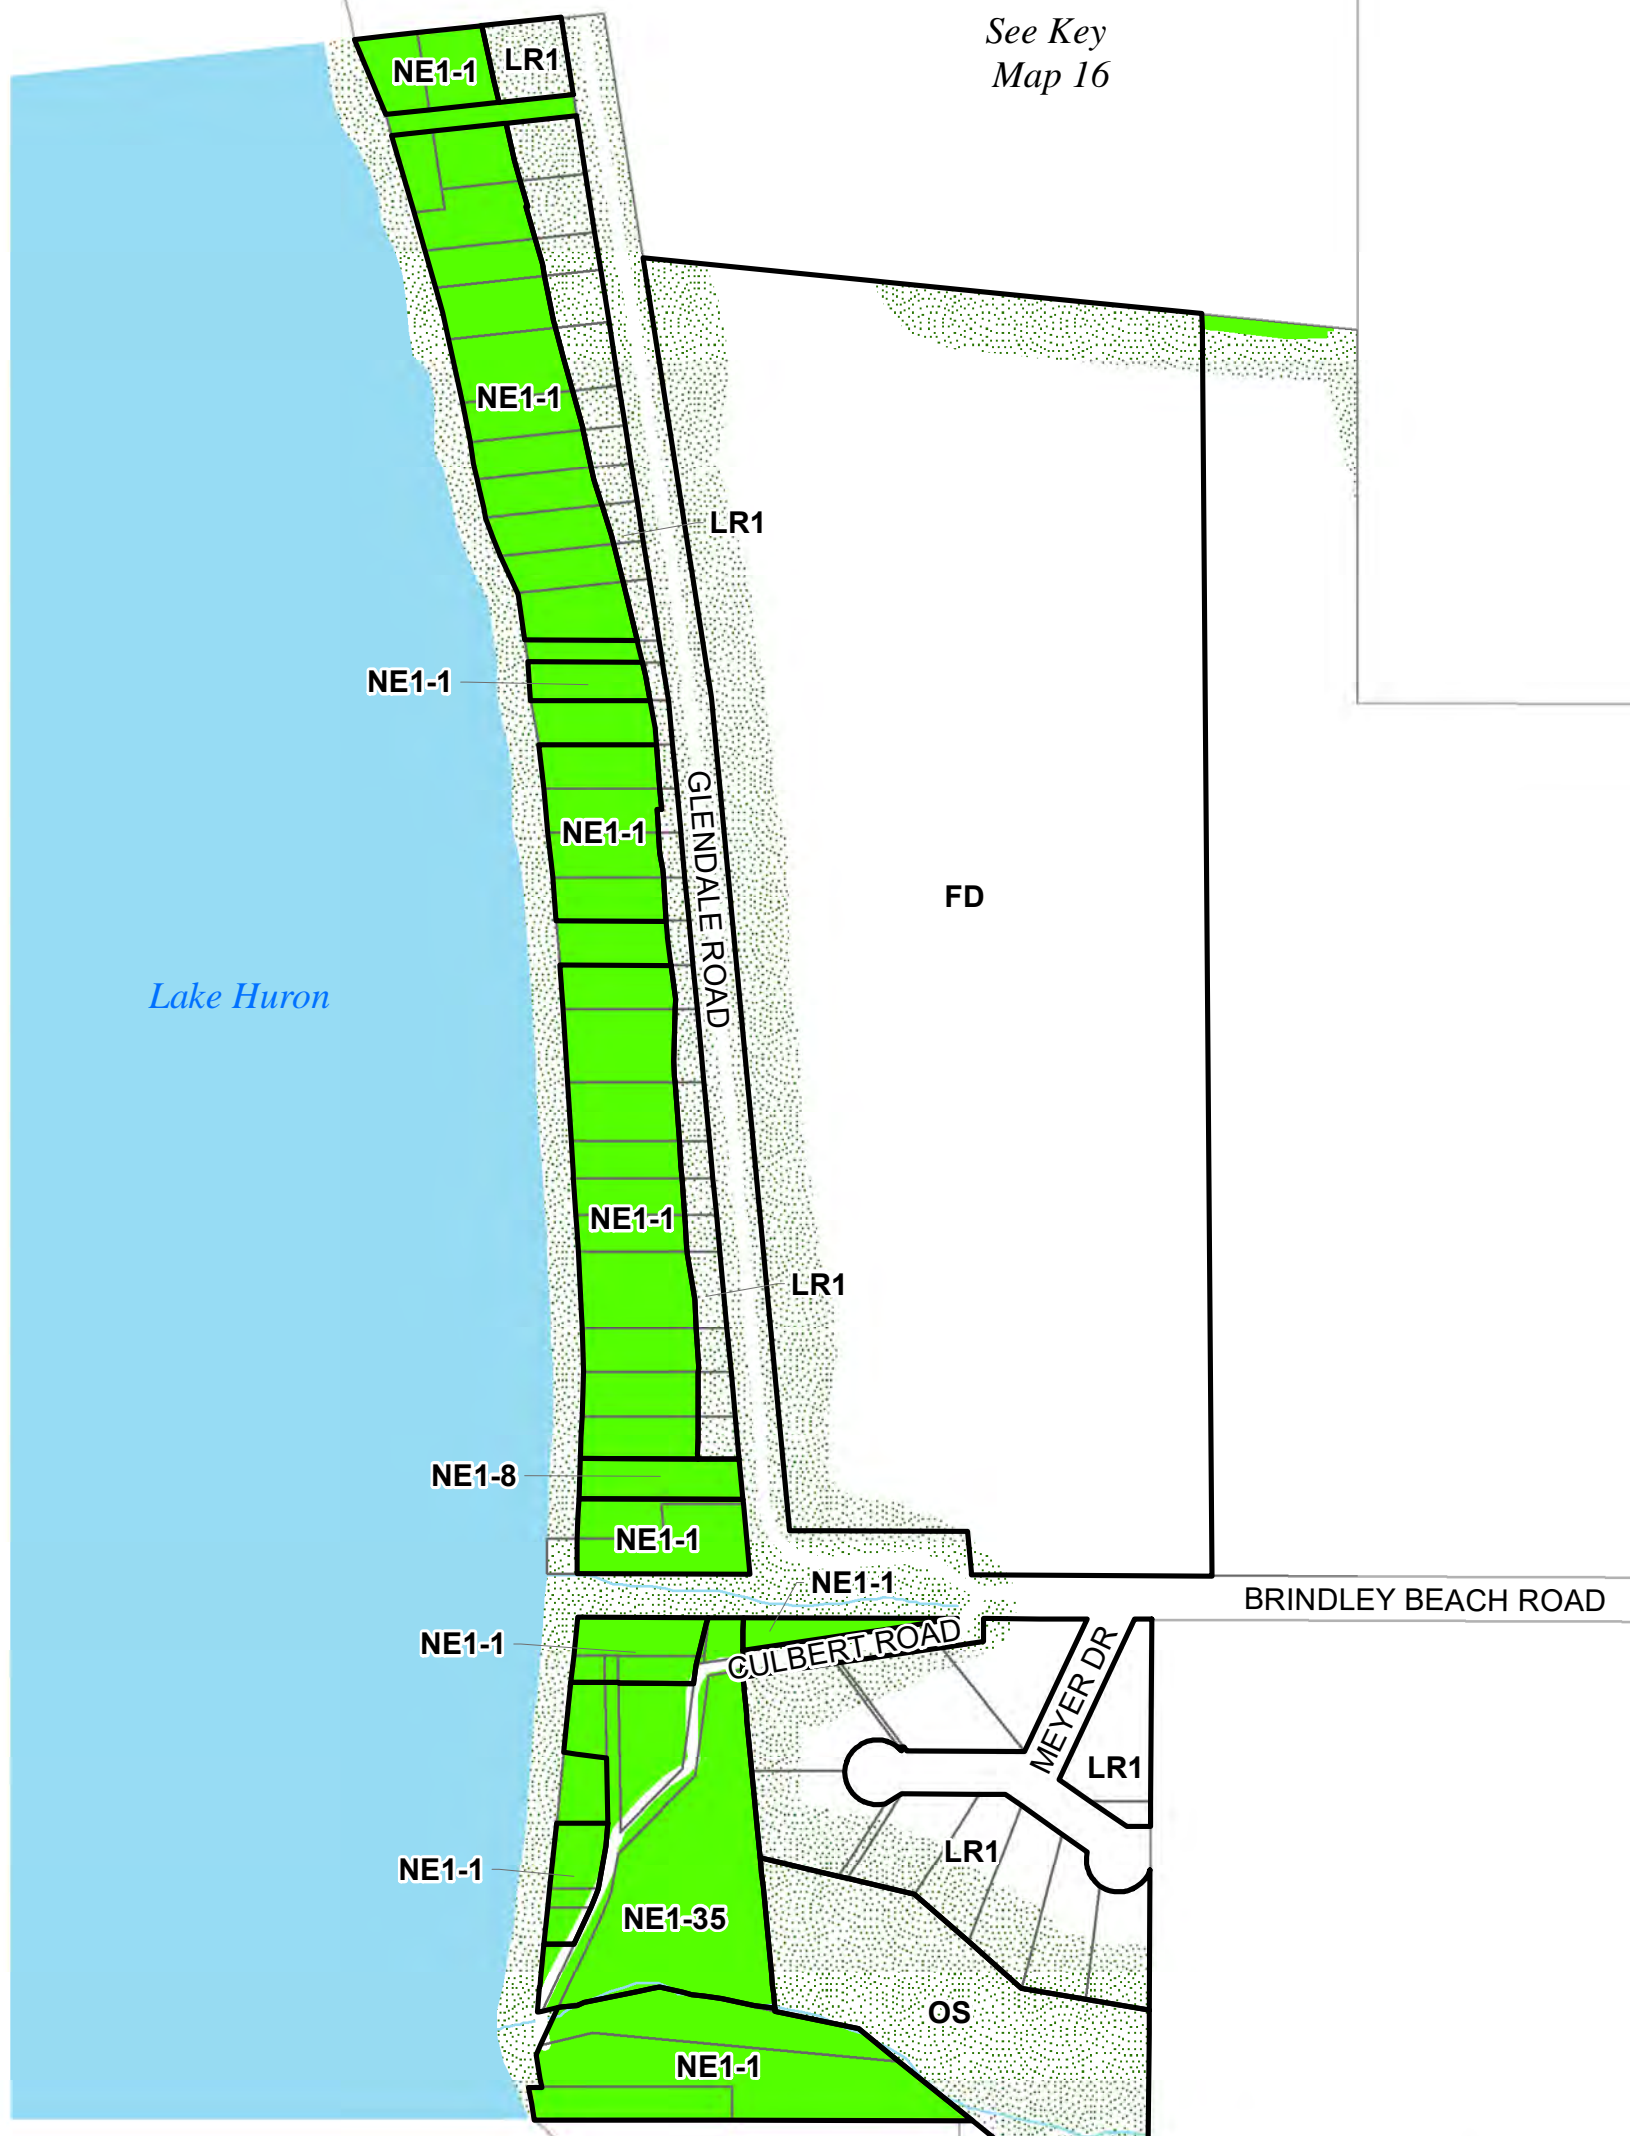 See Key
Map 16
NE1-1
LR1
NE1-1
LR1
NE1-1
GLENDALE ROAD
NE1-1
FD
Lake Huron
NE1-1
LR1
NE1-8
NE1-1
NE1-1
BRINDLEY BEACH ROAD
NE1-1
CULBERT ROAD
MEYER DR
LR1
LR1
NE1-1
NE1-35
OS
NE1-1